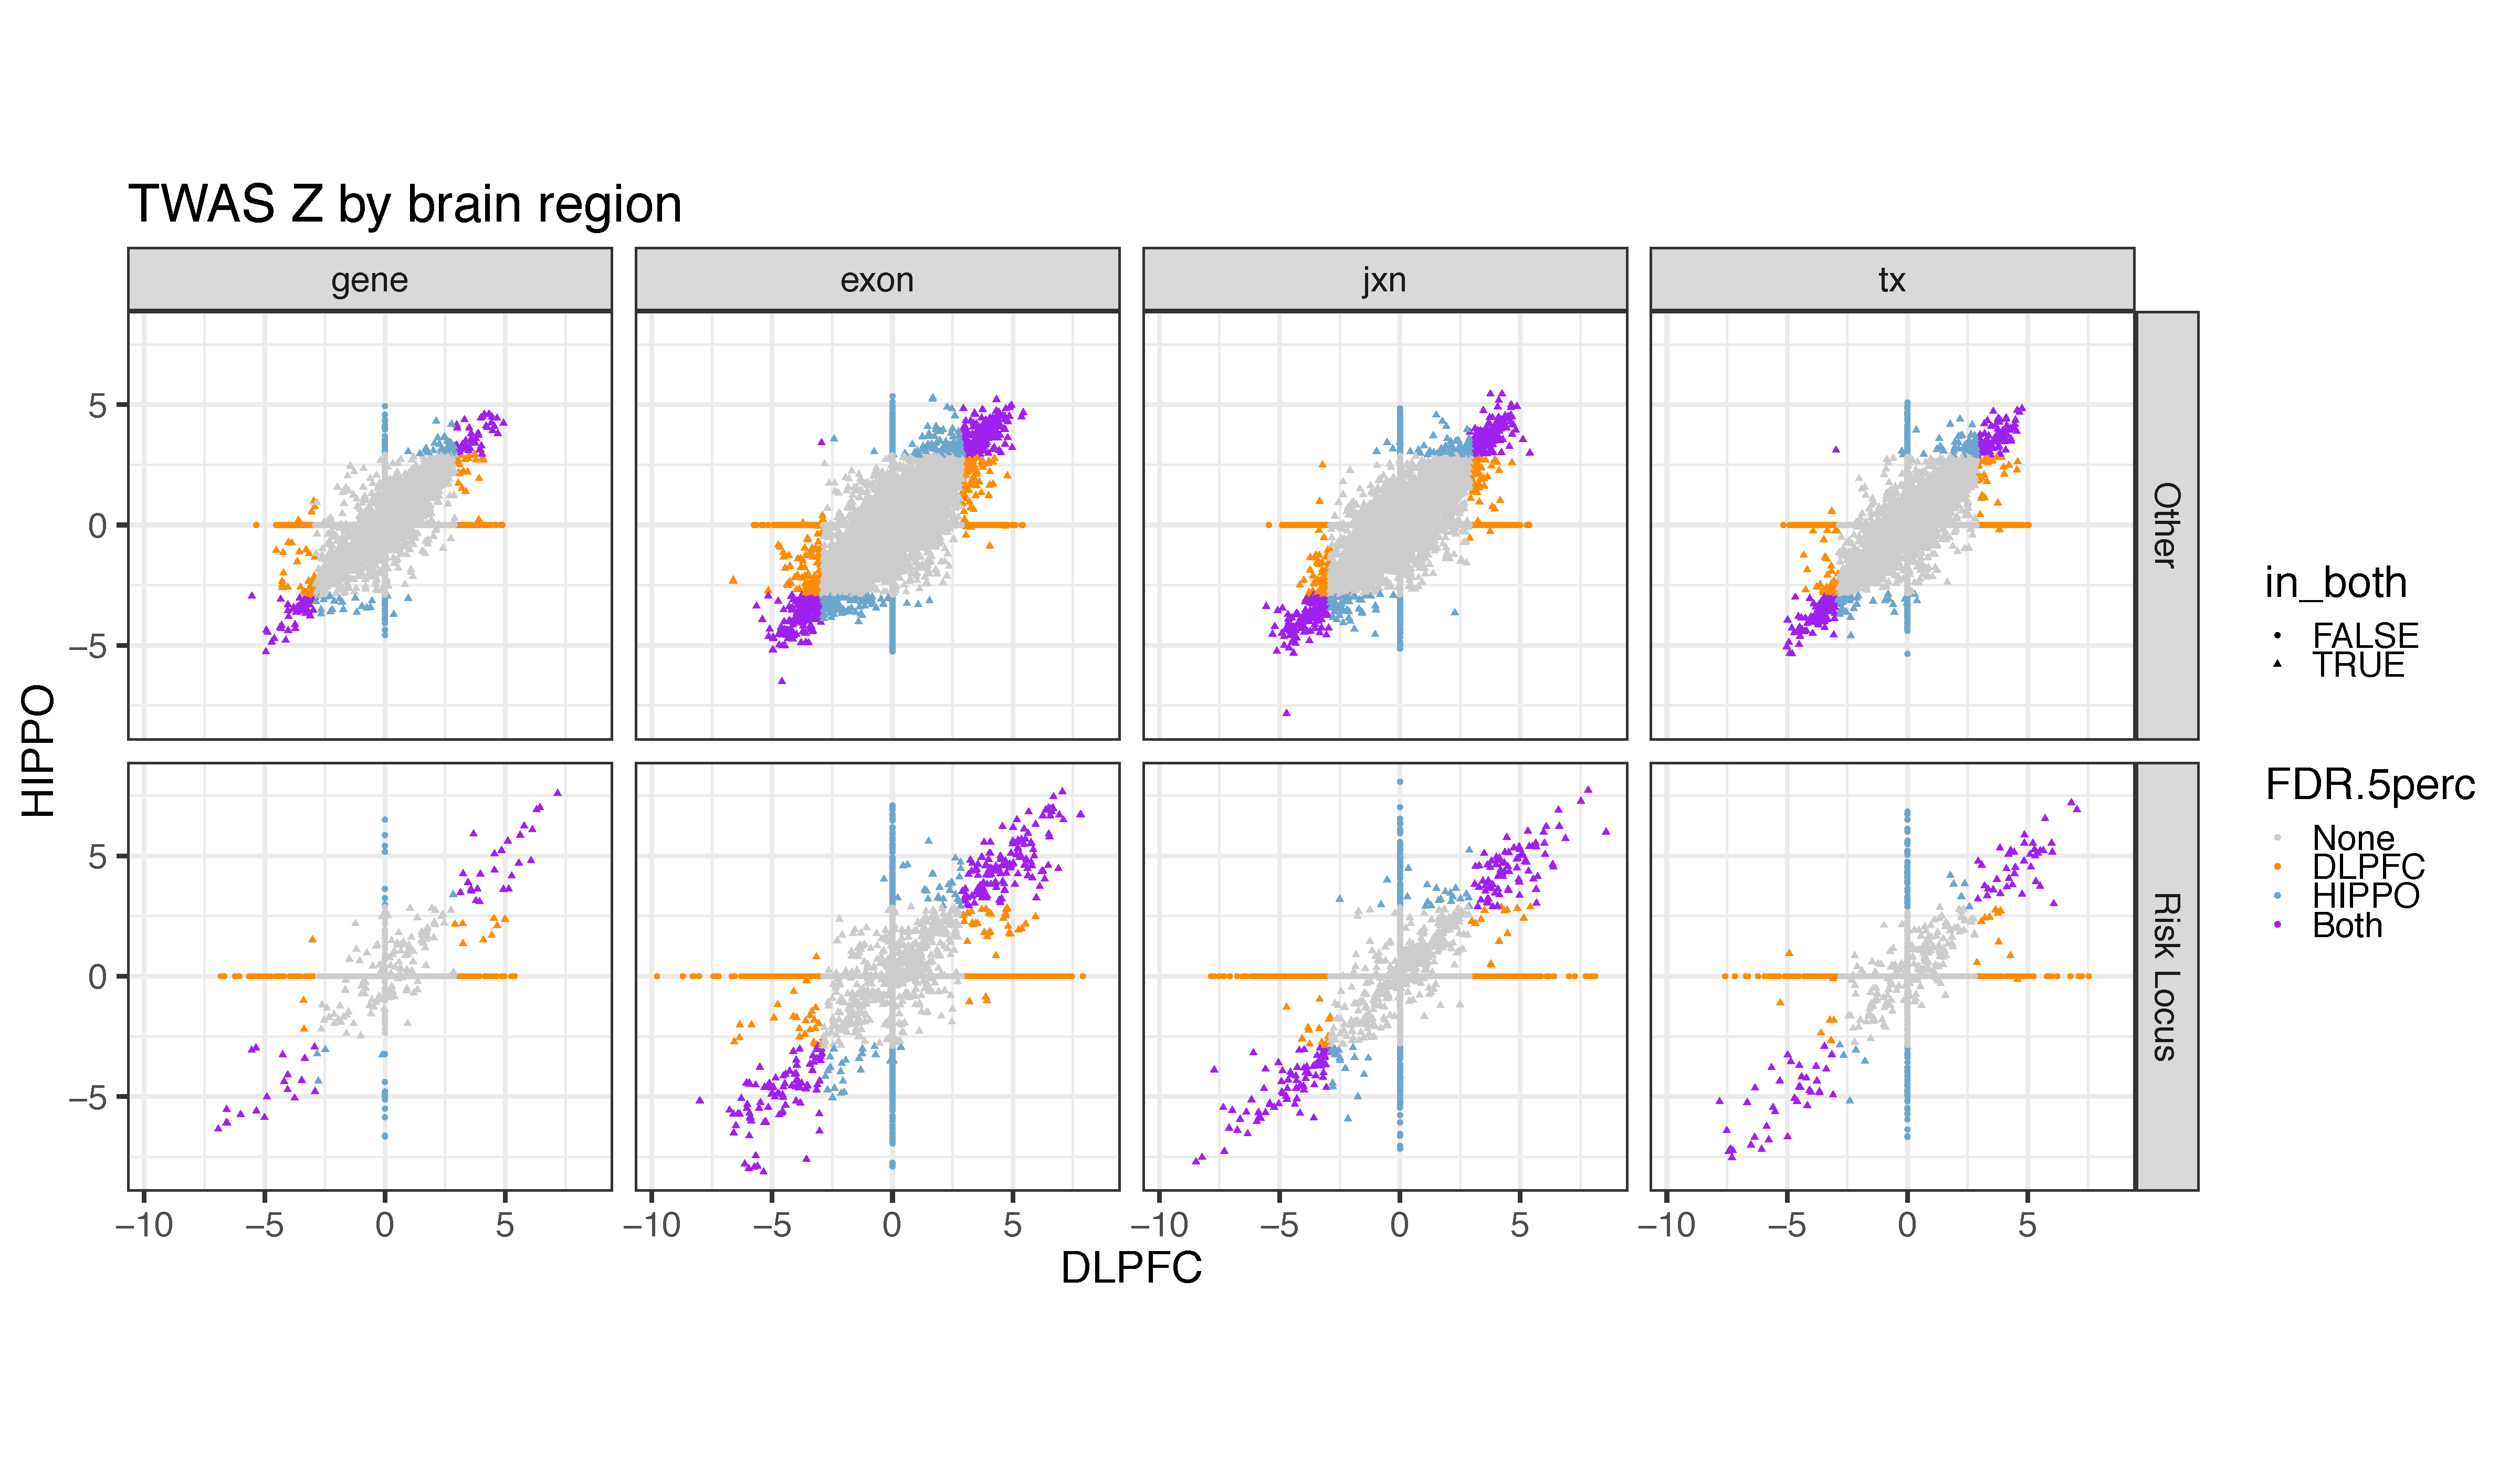 TWAS Z by brain region
gene
exon
jxn
tx
5
0
−5
Other
5
0
−5
Risk Locus
HIPPO
−10
−5
0
5
−10
−5
0
5
−10
−5
0
5
−10
−5
0
5
DLPFC
in_both
FALSE
TRUE
FDR.5perc
None
DLPFC
HIPPO
Both